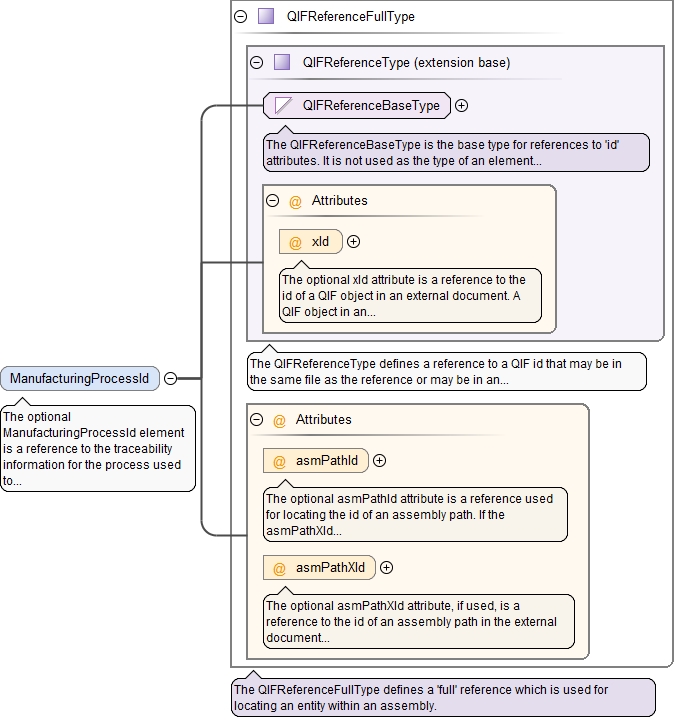 QIFReferenceFullType
QIFReferenceType (extension base)
QIFReferenceBaseType
The QIFReferenceBaseType is the base type for references to 'id'
attributes. It is not used as the type of an element...
@ Attributes
@ xId
The optional xId attribute is a reference to the
id of a QIF object in an external document. A
QIF object in an...
The QIFReferenceType defines a reference to a QIF id that may be in
the same file as the reference or may be in an...
ManufacturingProcessId
The optional
ManufacturingProcessId element
is a reference to the traceability
information for the process used
to...
@ Attributes
@ asmPathId
The optional asmPathId attribute is a reference used
for locating the id of an assembly path. If the
asmPathXId...
@ asmPathXId
The optional asmPathXId attribute, if used, is a
reference to the id of an assembly path in the external
document...
The QIFReferenceFullType defines a 'full' reference which is used for
locating an entity within an assembly.